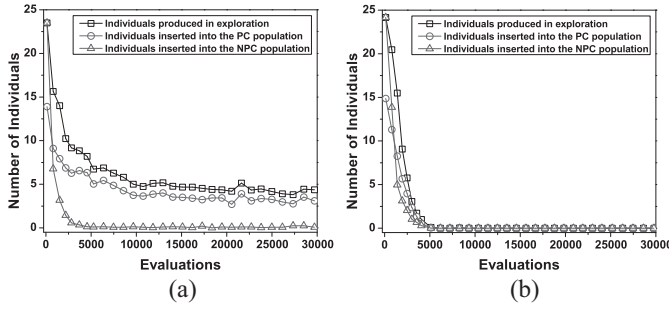 Individuals produced in exploration
Individuals inserted into the PC population
Individuals inserted into the NPC population
Number of Individuals
25
20
15
10
5
0
0 5000 10000 15000 20000 25000 30000
Evaluations
(a)
Individuals produced in exploration
Individuals inserted into the PC population
Individuals inserted into the NPC population
Number of Individuals
25
20
15
10
5
0
0 5000 10000 15000 20000 25000 30000
Evaluations
(b)